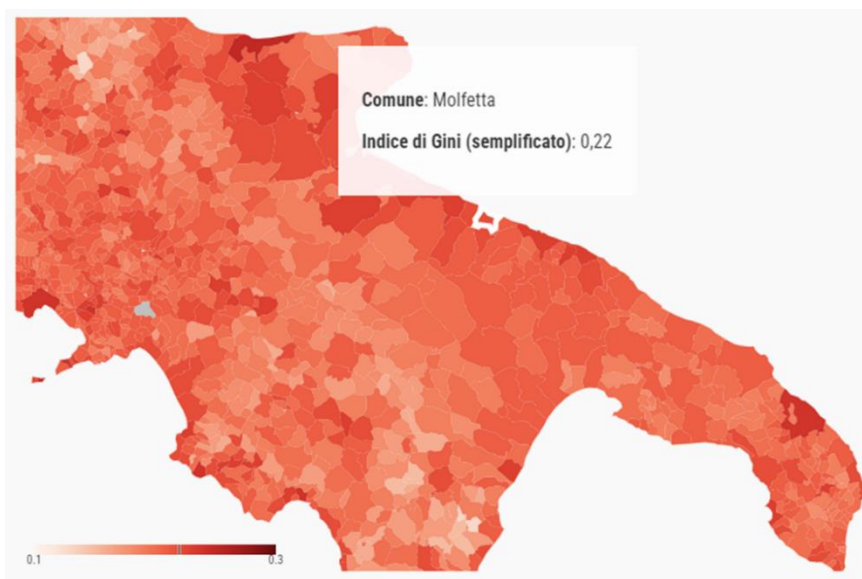 Comune: Molfetta
Indice di Gini (semplificato): 0,22
0.1
0.3